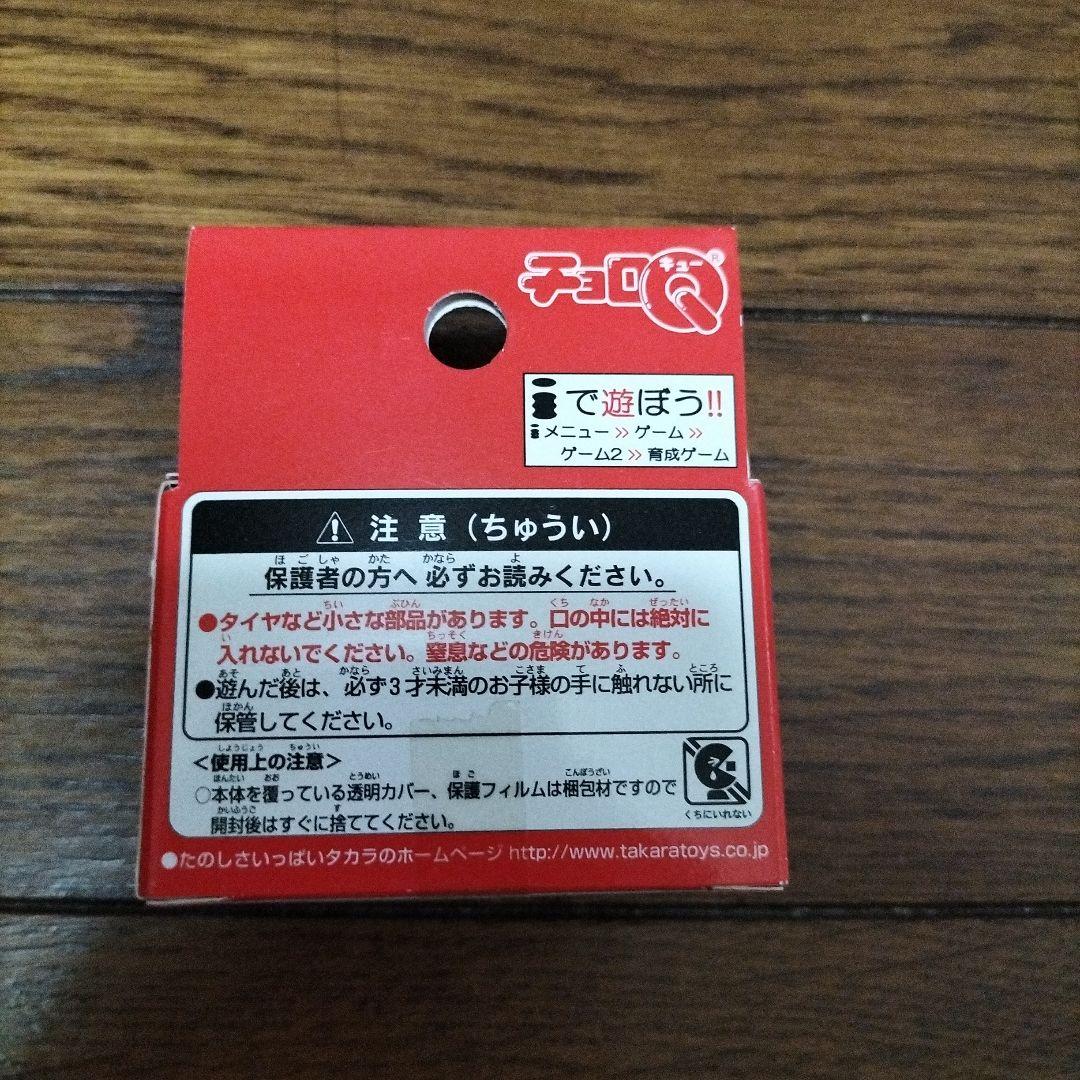 チョロQ キュー ®
iで遊ぼう!!
iメニュー≫ゲーム≫
ゲーム2≫育成ゲーム
⚠ 注意（ちゅうい）
保護者の方へ 必ずお読みください。
●タイヤなど小さな部品があります。口の中には絶対に
入れないでください。窒息などの危険があります。
●遊んだ後は、必ず3才未満のお子様の手に触れない所に
保管してください。
＜使用上の注意＞
○本体を覆っている透明カバー、保護フィルムは梱包材ですので
開封後はすぐに捨ててください。
くちにいれない
●たのしさいっぱいタカラのホームページ http://www.takaratoys.co.jp